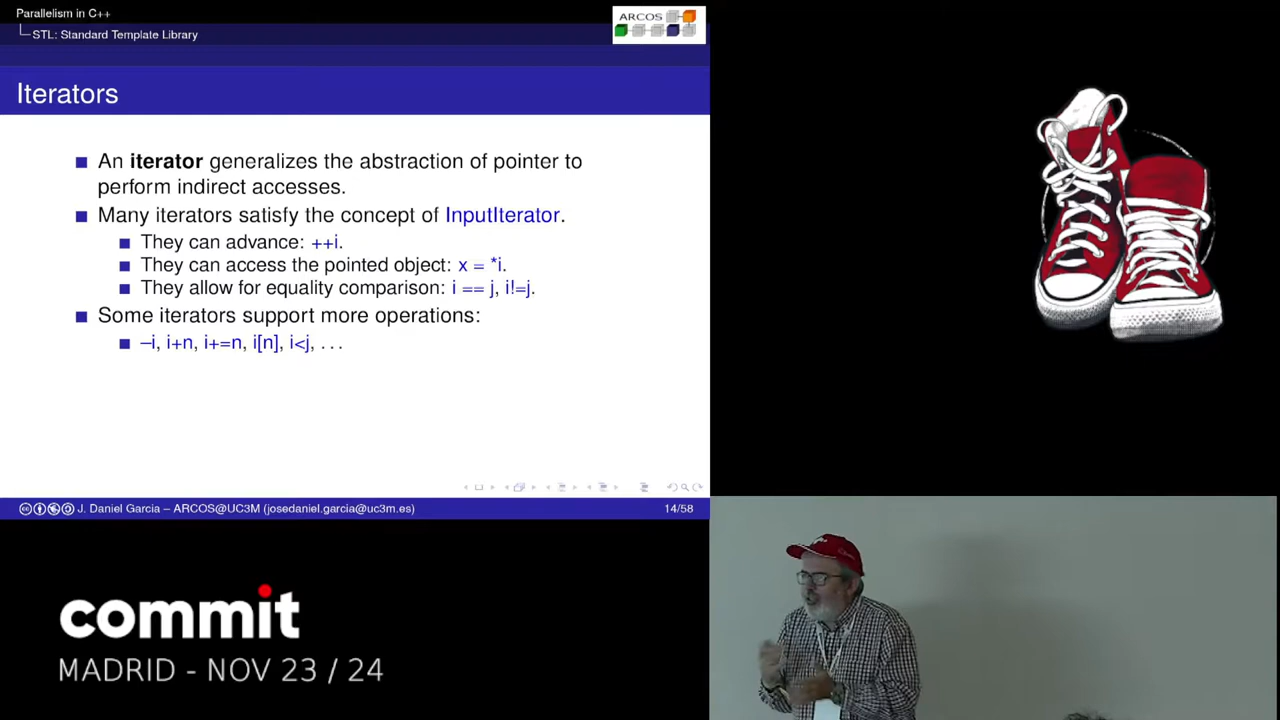 Parallelism in C++
STL: Standard Template Library
ARCOS
Iterators
An iterator generalizes the abstraction of pointer to
perform indirect accesses.
Many iterators satisfy the concept of InputIterator.
They can advance: ++i.
They can access the pointed object: x = *i.
They allow for equality comparison: i == j, i!=j.
Some iterators support more operations:
–i, i+n, i+=n, i[n], i<j, . . .
J. Daniel Garcia – ARCOS@UC3M (josedaniel.garcia@uc3m.es)
14/58
commit
MADRID - NOV 23 / 24